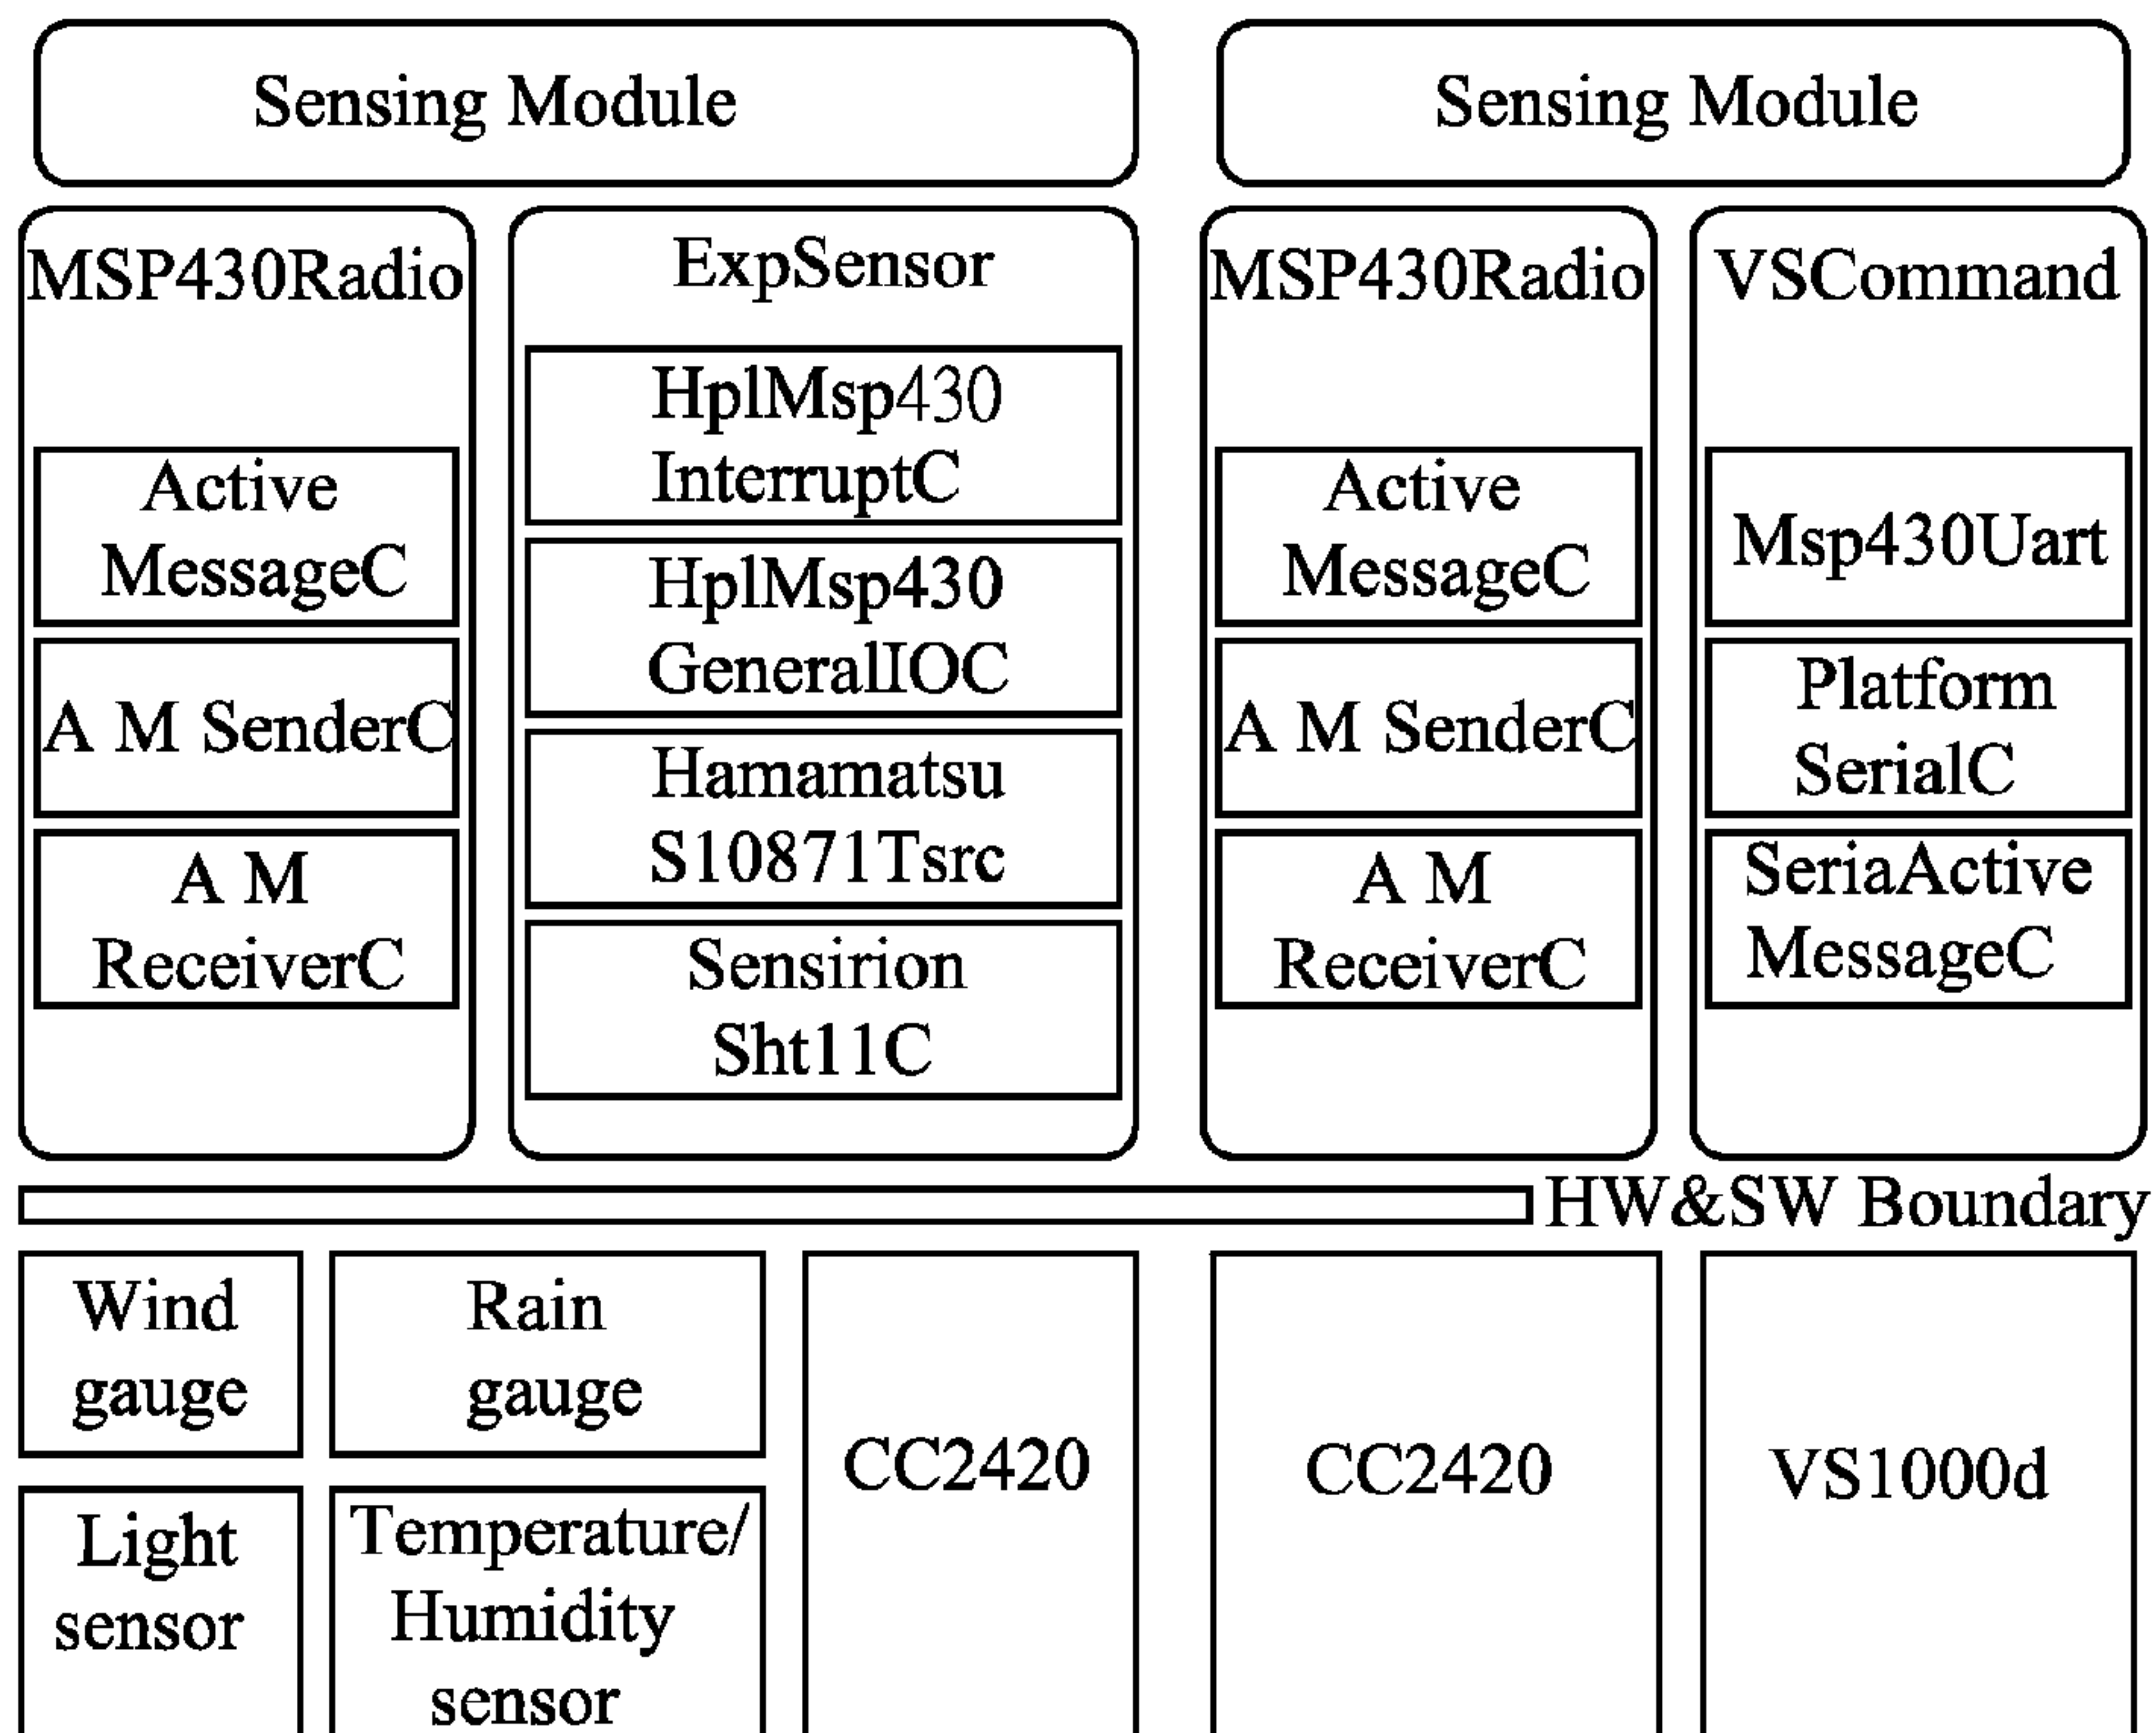 Sensing Module
Sensing Module
MSP430Radio
Active
MessageC
A M SenderC
A M
ReceiverC
ExpSensor
HplMsp430
InterruptC
HplMsp430
GeneralIOC
Hamamatsu
S10871Tsrc
Sensirion
Sht11C
MSP430Radio
Active
MessageC
A M SenderC
A M
ReceiverC
VSCommand
Msp430Uart
Platform
SerialC
SeriaActive
MessageC
HW&SW Boundary
Wind
gauge
Rain
gauge
Light
sensor
Temperature/
Humidity
sensor
CC2420
CC2420
VS1000d